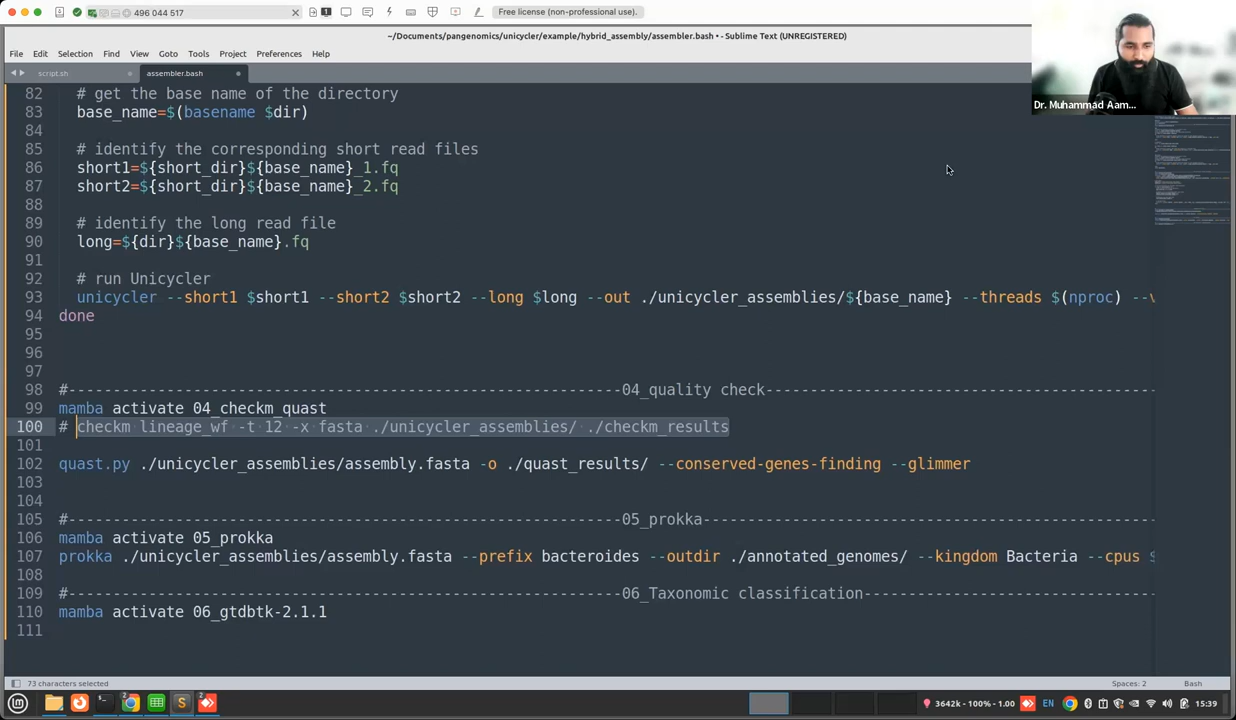 496 044 517
Free license (non-professional use).
~/Documents/pangenomics/unicycler/example/hybrid_assembly/assembler.bash • - Sublime Text (UNREGISTERED)
File Edit Selection Find View Goto Tools Project Preferences Help
script.sh assembler.bash
Dr. Muhammad Aam...
82 # get the base name of the directory
83 base_name=$(basename $dir)
84
85 # identify the corresponding short read files
86 short1=${short_dir}${base_name}_1.fq
87 short2=${short_dir}${base_name}_2.fq
88
89 # identify the long read file
90 long=${dir}${base_name}.fq
91
92 # run Unicycler
93 unicycler --short1 $short1 --short2 $short2 --long $long --out ./unicycler_assemblies/${base_name} --threads $(nproc) --v
94 done
95
96
97
98 #--------------------------------------------------------------04_quality check-------------------------------------------
99 mamba activate 04_checkm_quast
100 # checkm lineage_wf -t 12 -x fasta ./unicycler_assemblies/ ./checkm_results
101
102 quast.py ./unicycler_assemblies/assembly.fasta -o ./quast_results/ --conserved-genes-finding --glimmer
103
104
105 #--------------------------------------------------------------05_prokka--------------------------------------------------
106 mamba activate 05_prokka
107 prokka ./unicycler_assemblies/assembly.fasta --prefix bacteroides --outdir ./annotated_genomes/ --kingdom Bacteria --cpus $
108
109 #--------------------------------------------------------------06_Taxonomic classification--------------------------------
110 mamba activate 06_gtdbtk-2.1.1
111
73 characters selected
Spaces: 2
Bash
3642k - 100% - 1.00
EN
15:39